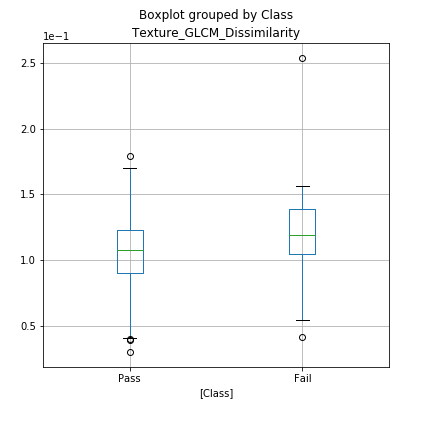 Boxplot grouped by Class
Texture_GLCM_Dissimilarity
1e−1
2.5
2.0
1.5
1.0
0.5
Pass
Fail
[Class]